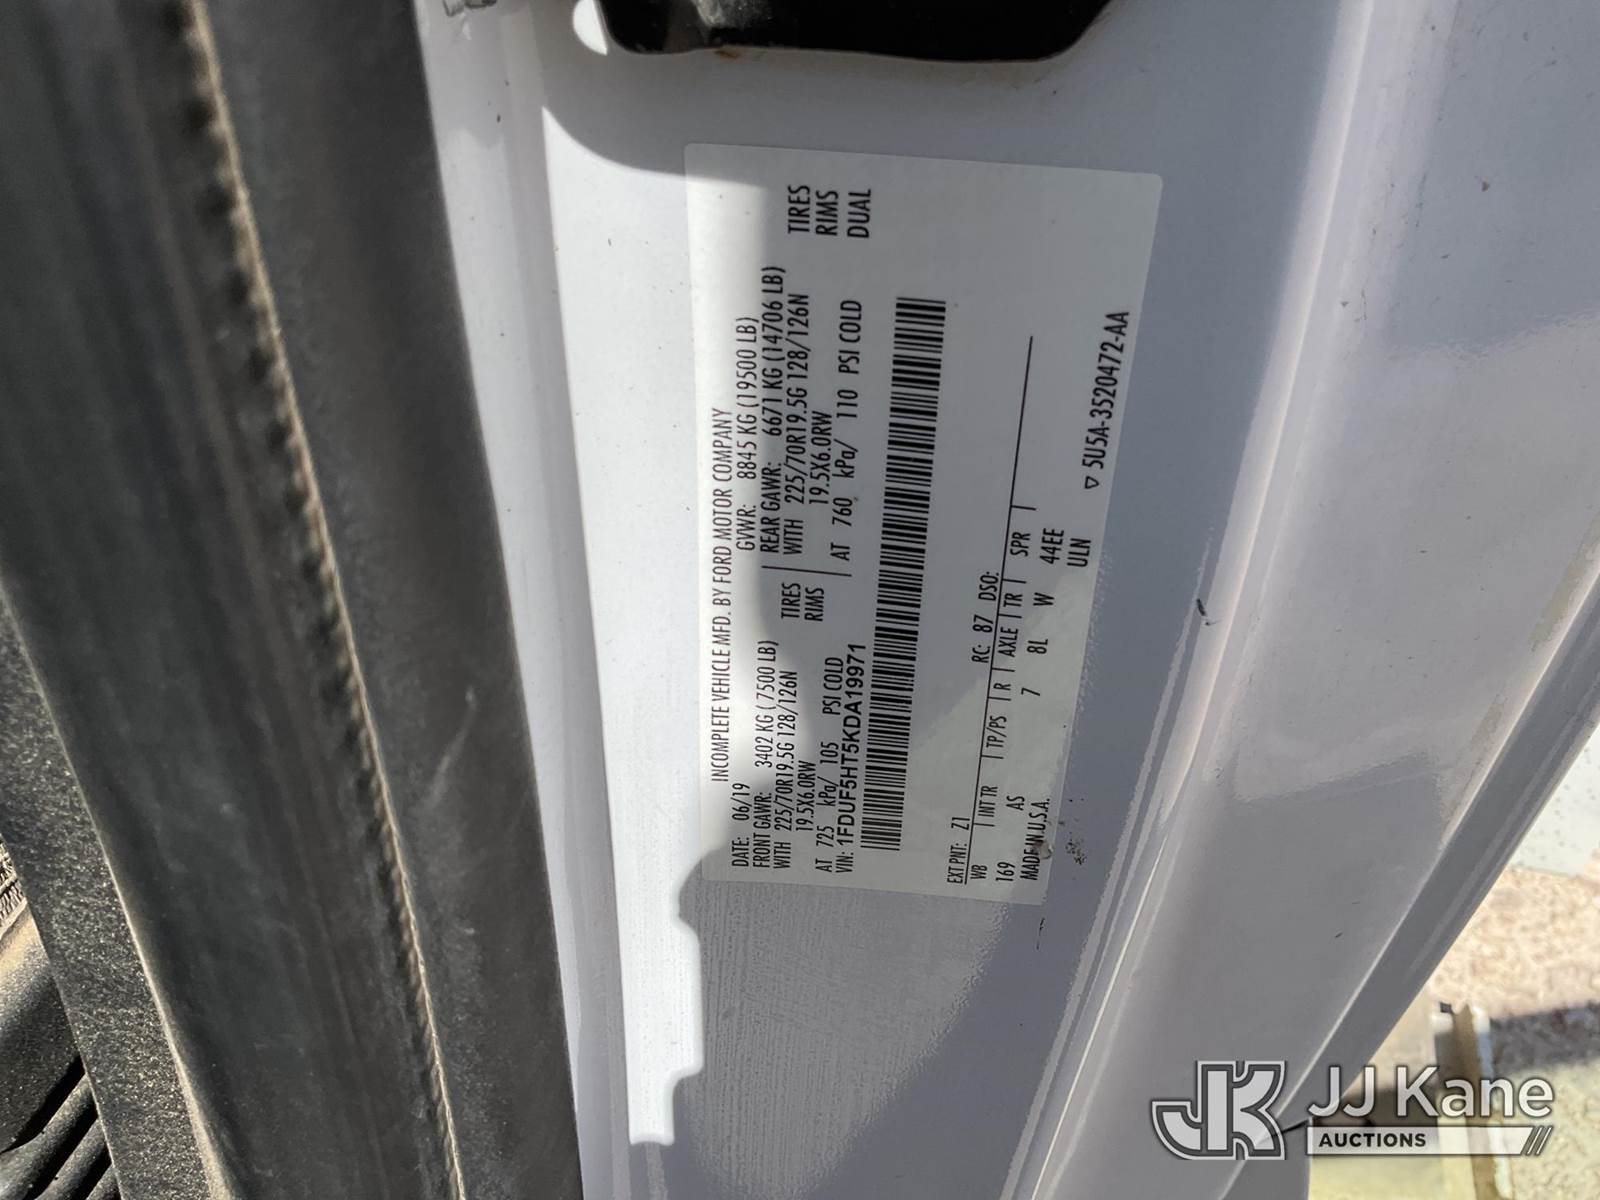 INCOMPLETE VEHICLE MFD. BY FORD MOTOR COMPANY
DATE: 06/19 GVWR: 8845 KG (19500 LB)
FRONT GAWR: 3402 KG (7500 LB) REAR GAWR: 6671 KG (14706 LB)
WITH 225/70R19.5G 128/126N TIRES WITH 225/70R19.5G 128/126N TIRES
19.5X6.0RW RIMS 19.5X6.0RW RIMS
AT 725 kPa/ 105 PSI COLD AT 760 kPa/ 110 PSI COLD DUAL
VIN: 1FDUF5HT5KDA19971
EXT PNT: Z1 RC: 87 DSO:
WB INT TR TP/PS R AXLE TR SPR
169 AS 7 8L W 44EE
MADE IN U.S.A. ULN
▽ 5U5A-3520472-AA
JK JJ Kane
AUCTIONS